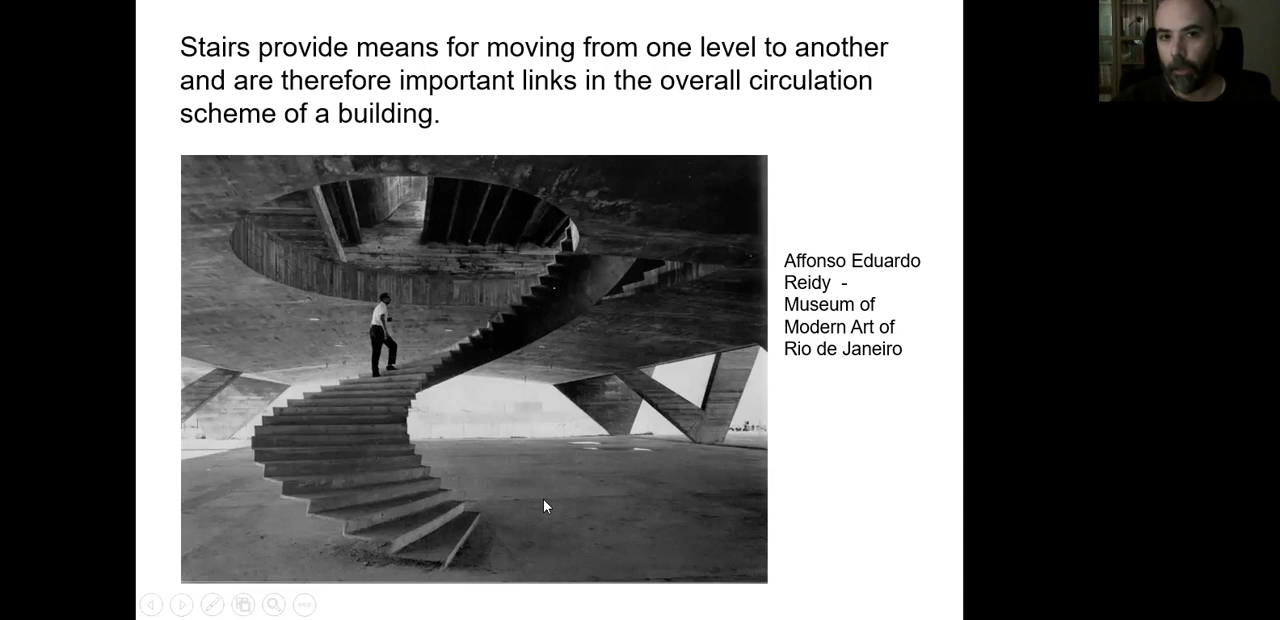 Stairs provide means for moving from one level to another
and are therefore important links in the overall circulation
scheme of a building.
Affonso Eduardo
Reidy -
Museum of
Modern Art of
Rio de Janeiro